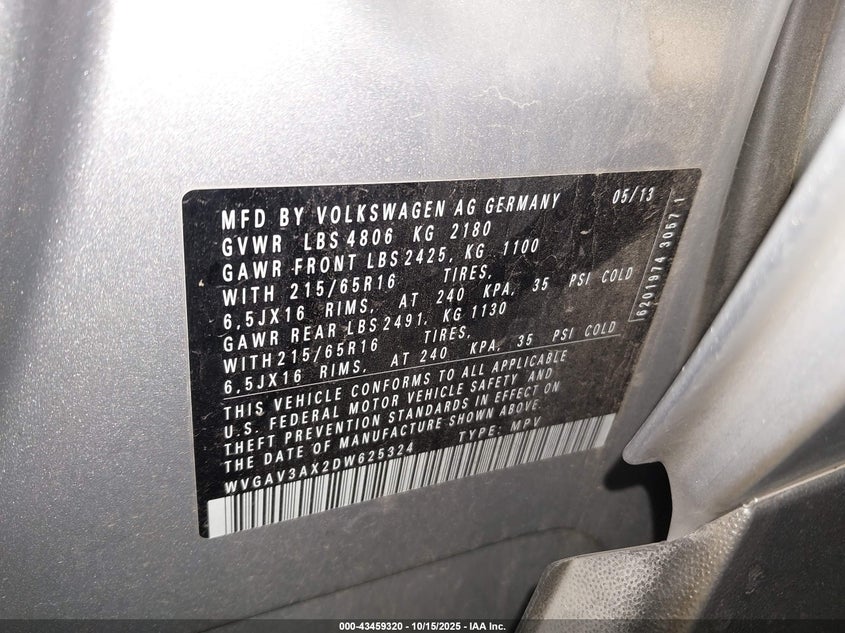 MFD BY VOLKSWAGEN AG GERMANY 05/13
GVWR LBS 4806 KG 2180
GAWR FRONT LBS 2425, KG 1100
WITH 215/65R16 TIRES,
6,5JX16 RIMS, AT 240 KPA, 35 PSI COLD
GAWR REAR LBS 2491, KG 1130
WITH215/65R16 TIRES,
6,5JX16 RIMS, AT 240 KPA, 35 PSI COLD
THIS VEHICLE CONFORMS TO ALL APPLICABLE
U.S. FEDERAL MOTOR VEHICLE SAFETY AND
THEFT PREVENTION STANDARDS IN EFFECT ON
THE DATE OF MANUFACTURE SHOWN ABOVE.
WVGAV3AX2DW625324 TYPE: MPV
6201974 3067 1
000-43459320 - 10/15/2025 - IAA Inc.